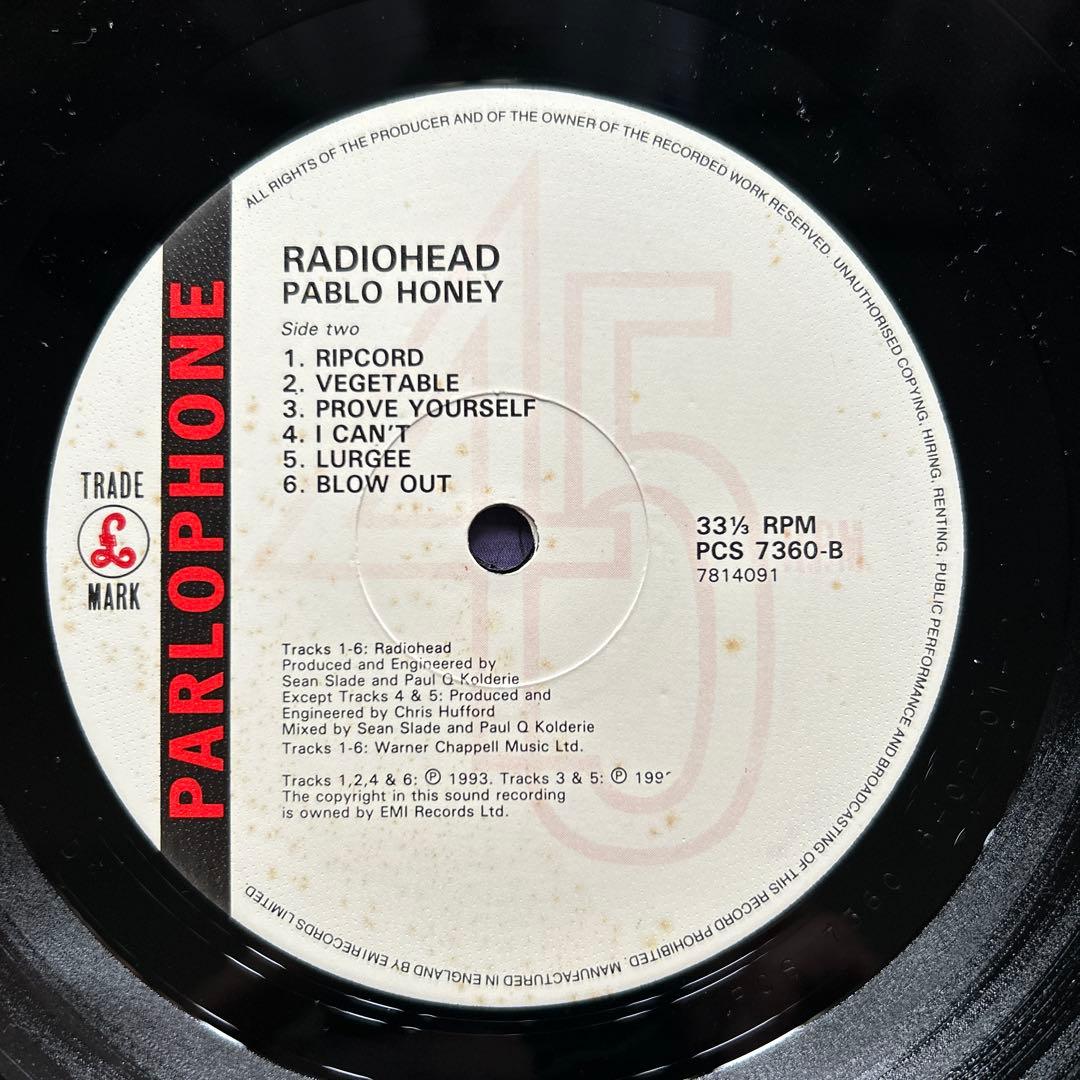 ALL RIGHTS OF THE PRODUCER AND OF THE OWNER OF THE RECORDED WORK RESERVED. UNAUTHORISED COPYING, HIRING, RENTING, PUBLIC PERFORMANCE AND BROADCASTING OF THIS RECORD PROHIBITED. MANUFACTURED IN ENGLAND BY EMI RECORDS LIMITED
PARLOPHONE
TRADE
£
MARK
RADIOHEAD
PABLO HONEY
Side two
1. RIPCORD
2. VEGETABLE
3. PROVE YOURSELF
4. I CAN'T
5. LURGEE
6. BLOW OUT
45
33⅓ RPM
PCS 7360-B
7814091
Tracks 1-6: Radiohead
Produced and Engineered by
Sean Slade and Paul Q Kolderie
Except Tracks 4 & 5: Produced and
Engineered by Chris Hufford
Mixed by Sean Slade and Paul Q Kolderie
Tracks 1-6: Warner Chappell Music Ltd.
Tracks 1,2,4 & 6: ℗ 1993. Tracks 3 & 5: ℗
The copyright in this sound recording
is owned by EMI Records Ltd.